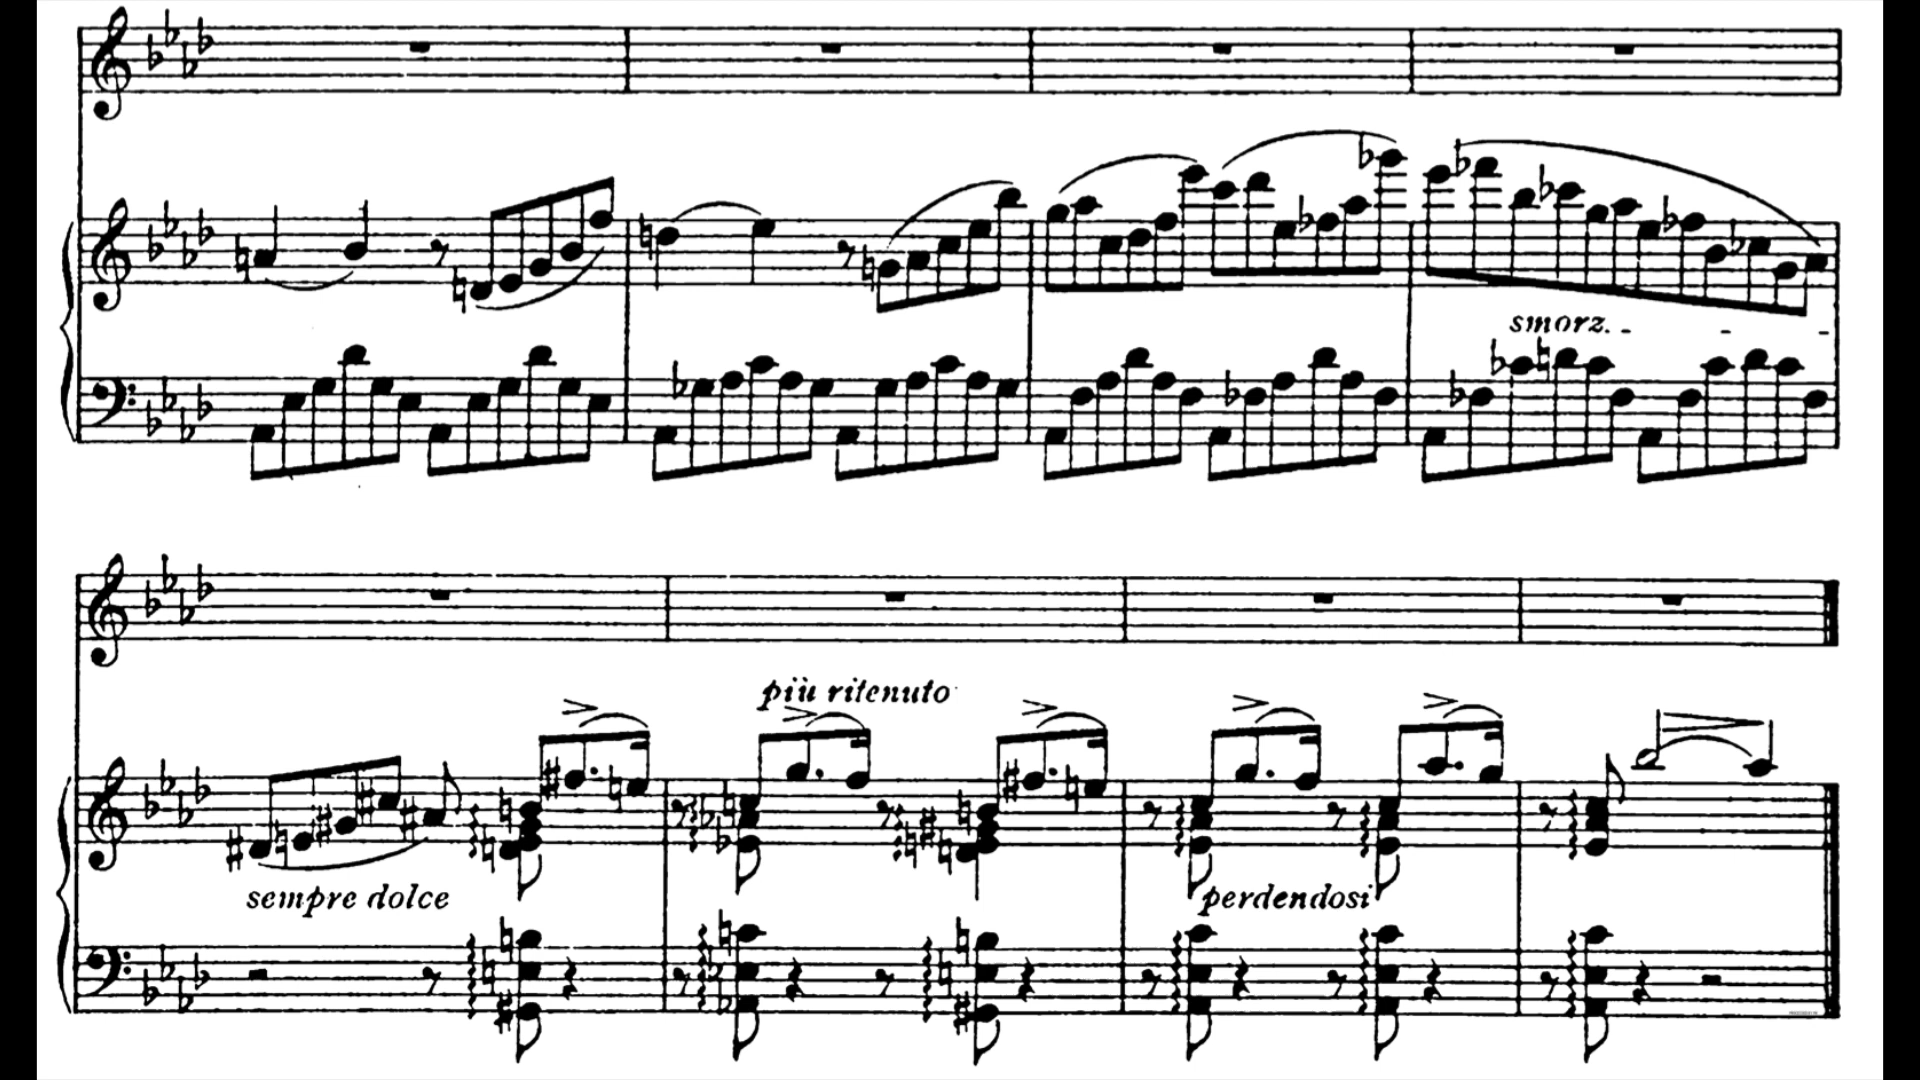 smorz. - - -
più ritenuto
sempre dolce
perdendosi